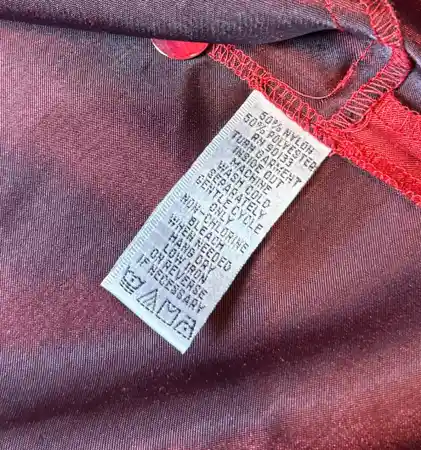 50% NYLON
50% POLYESTER
RN 90133
TURN GARMENT
INSIDE OUT
MACHINE
WASH COLD
SEPARATELY
GENTLE CYCLE
ONLY
NON-CHLORINE
BLEACH
WHEN NEEDED
HANG DRY
LOW IRON
ON REVERSE
IF NECESSARY